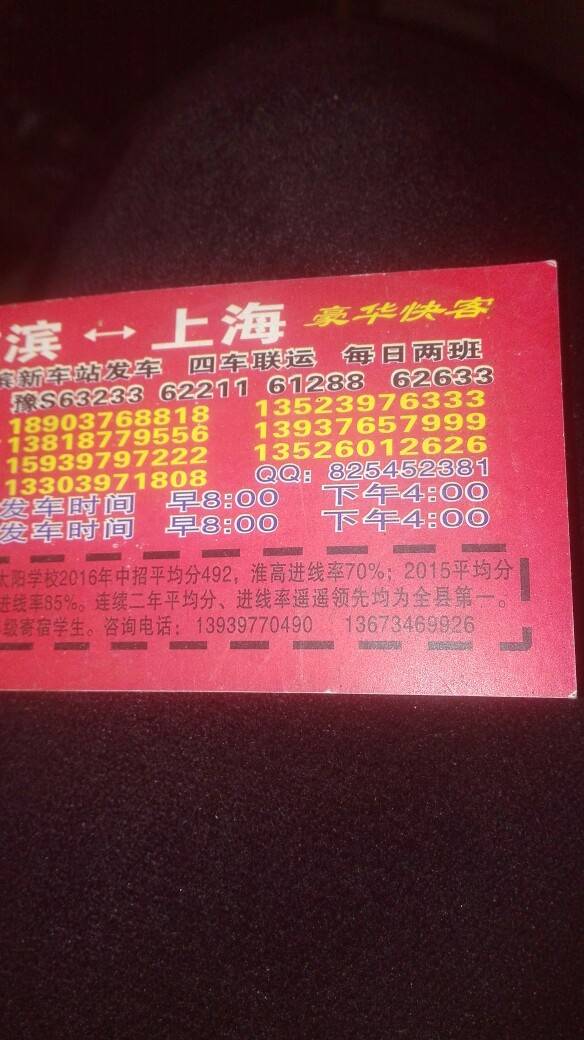 滨↔上海 豪华快客
滨新车站发车 四车联运 每日两班
豫S63233 62211 61288 62633
18903768818 13523976333
13818779556 13937657999
15939797222 13526012626
13303971808 QQ:825452381
发车时间 早8:00 下午4:00
发车时间 早8:00 下午4:00
太阳学校2016年中招平均分492，淮高进线率70%；2015平均分
进线率85%。连续二年平均分、进线率遥遥领先均为全县第一。
级寄宿学生。咨询电话：13939770490 13673469926